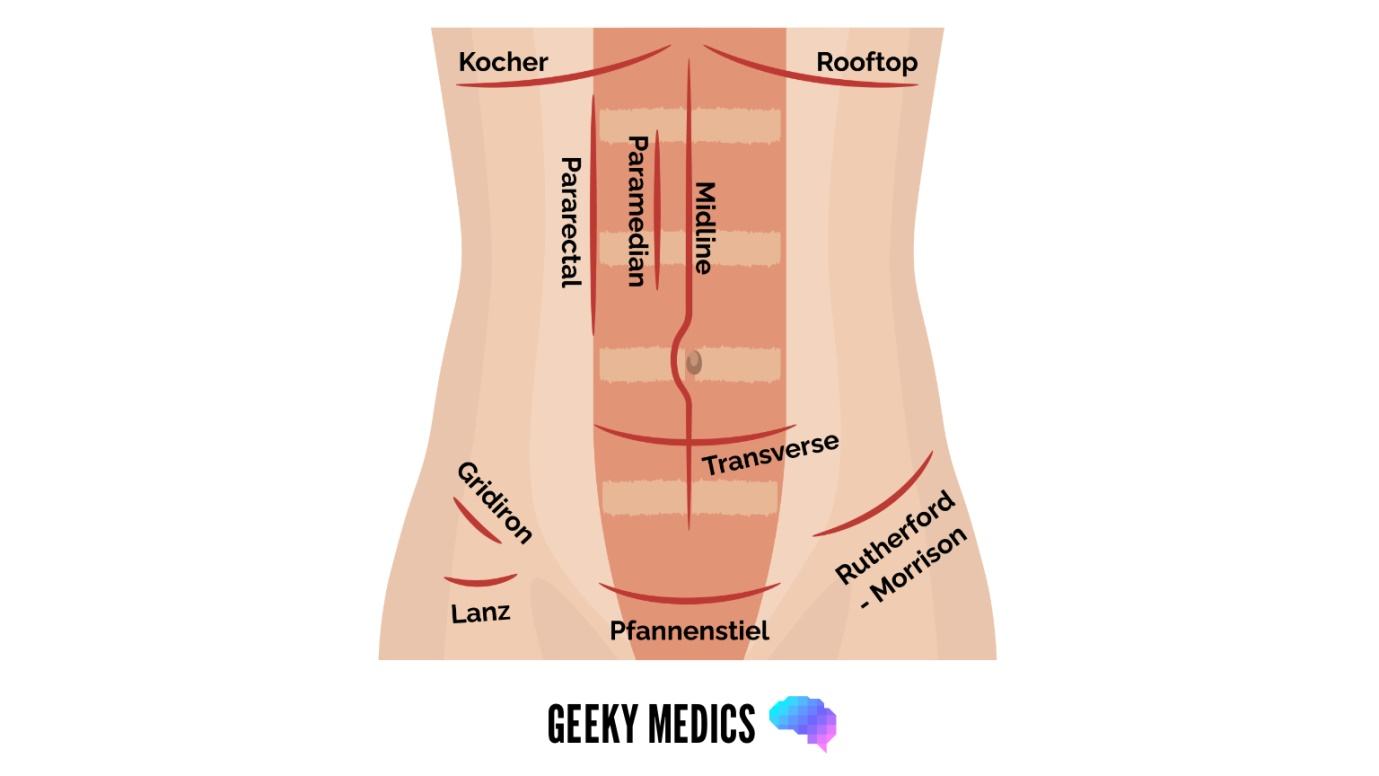 Kocher
Rooftop
Pararectal
Paramedian
Midline
Transverse
Gridiron
Rutherford
- Morrison
Lanz
Pfannenstiel
GEEKY MEDICS